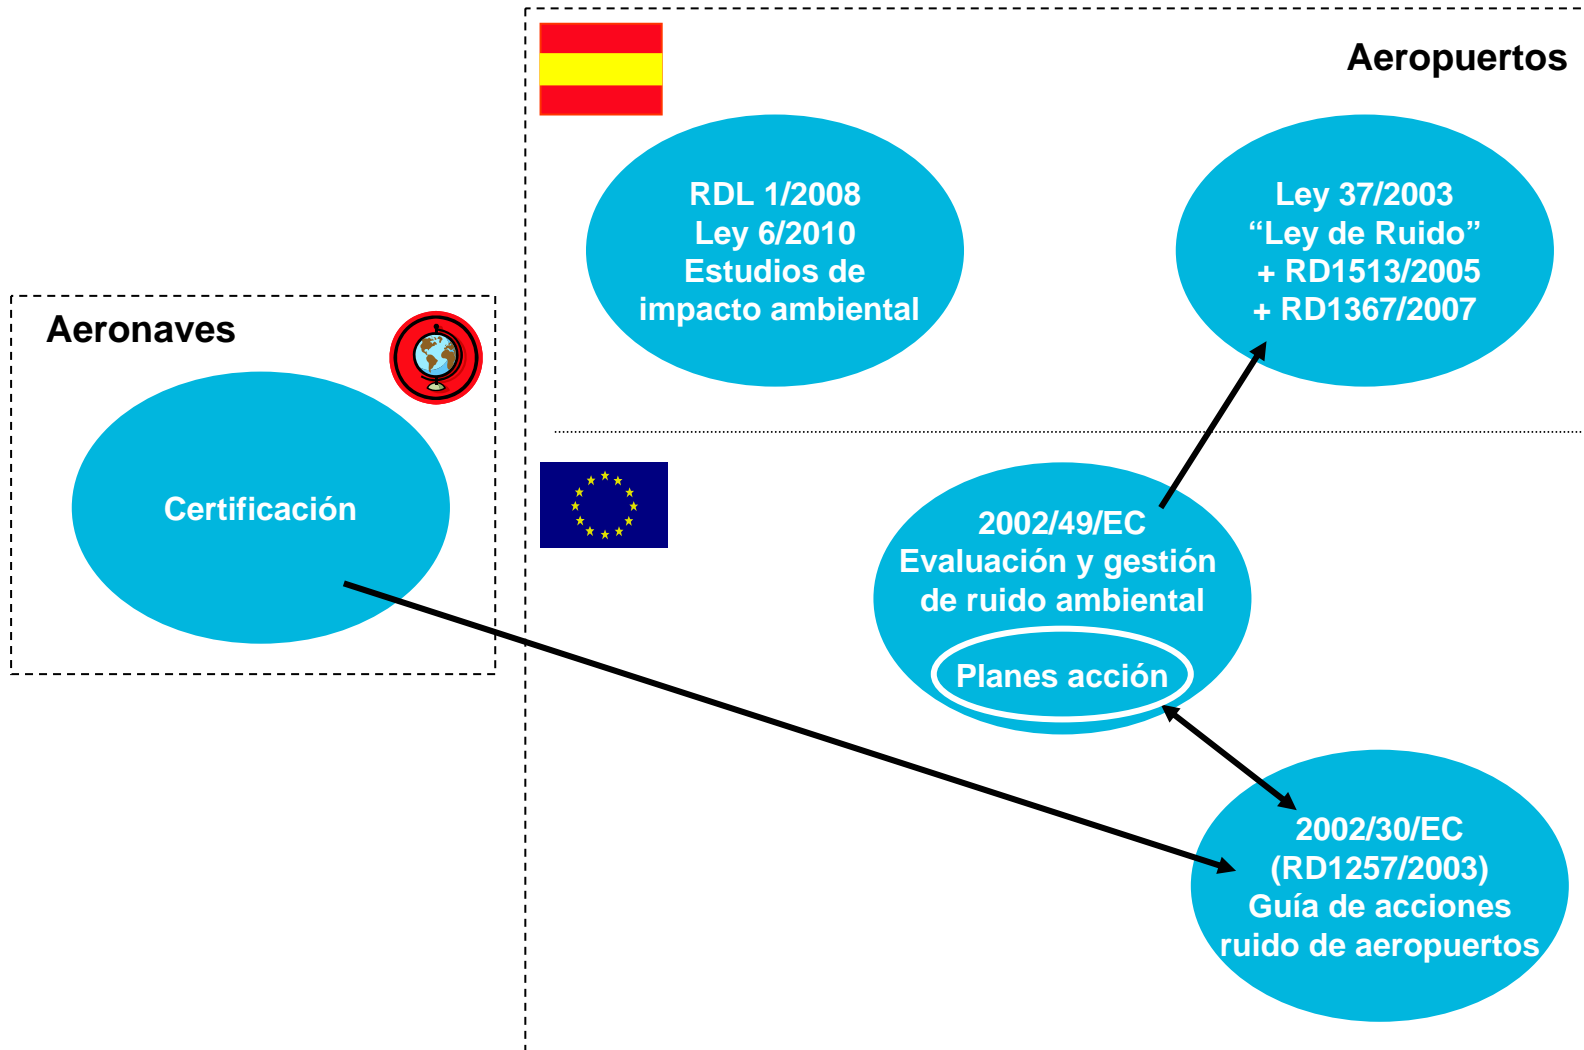 Aeropuertos
RDL 1/2008
Ley 6/2010
Estudios de
impacto ambiental
Ley 37/2003
“Ley de Ruido”
+ RD1513/2005
+ RD1367/2007
Aeronaves
Certificación
2002/49/EC
Evaluación y gestión
de ruido ambiental
Planes acción
2002/30/EC
(RD1257/2003)
Guía de acciones
ruido de aeropuertos